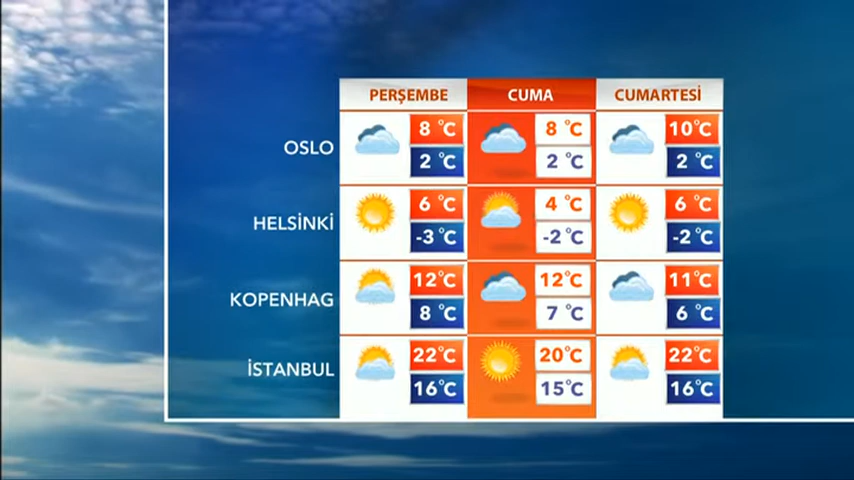 PERŞEMBE CUMA CUMARTESİ
OSLO 8 °C 8 °C 10°C
2 °C 2 °C 2 °C
HELSİNKİ 6 °C 4 °C 6 °C
-3 °C -2 °C -2 °C
KOPENHAG 12°C 12°C 11°C
8 °C 7 °C 6 °C
İSTANBUL 22°C 20°C 22°C
16°C 15°C 16°C